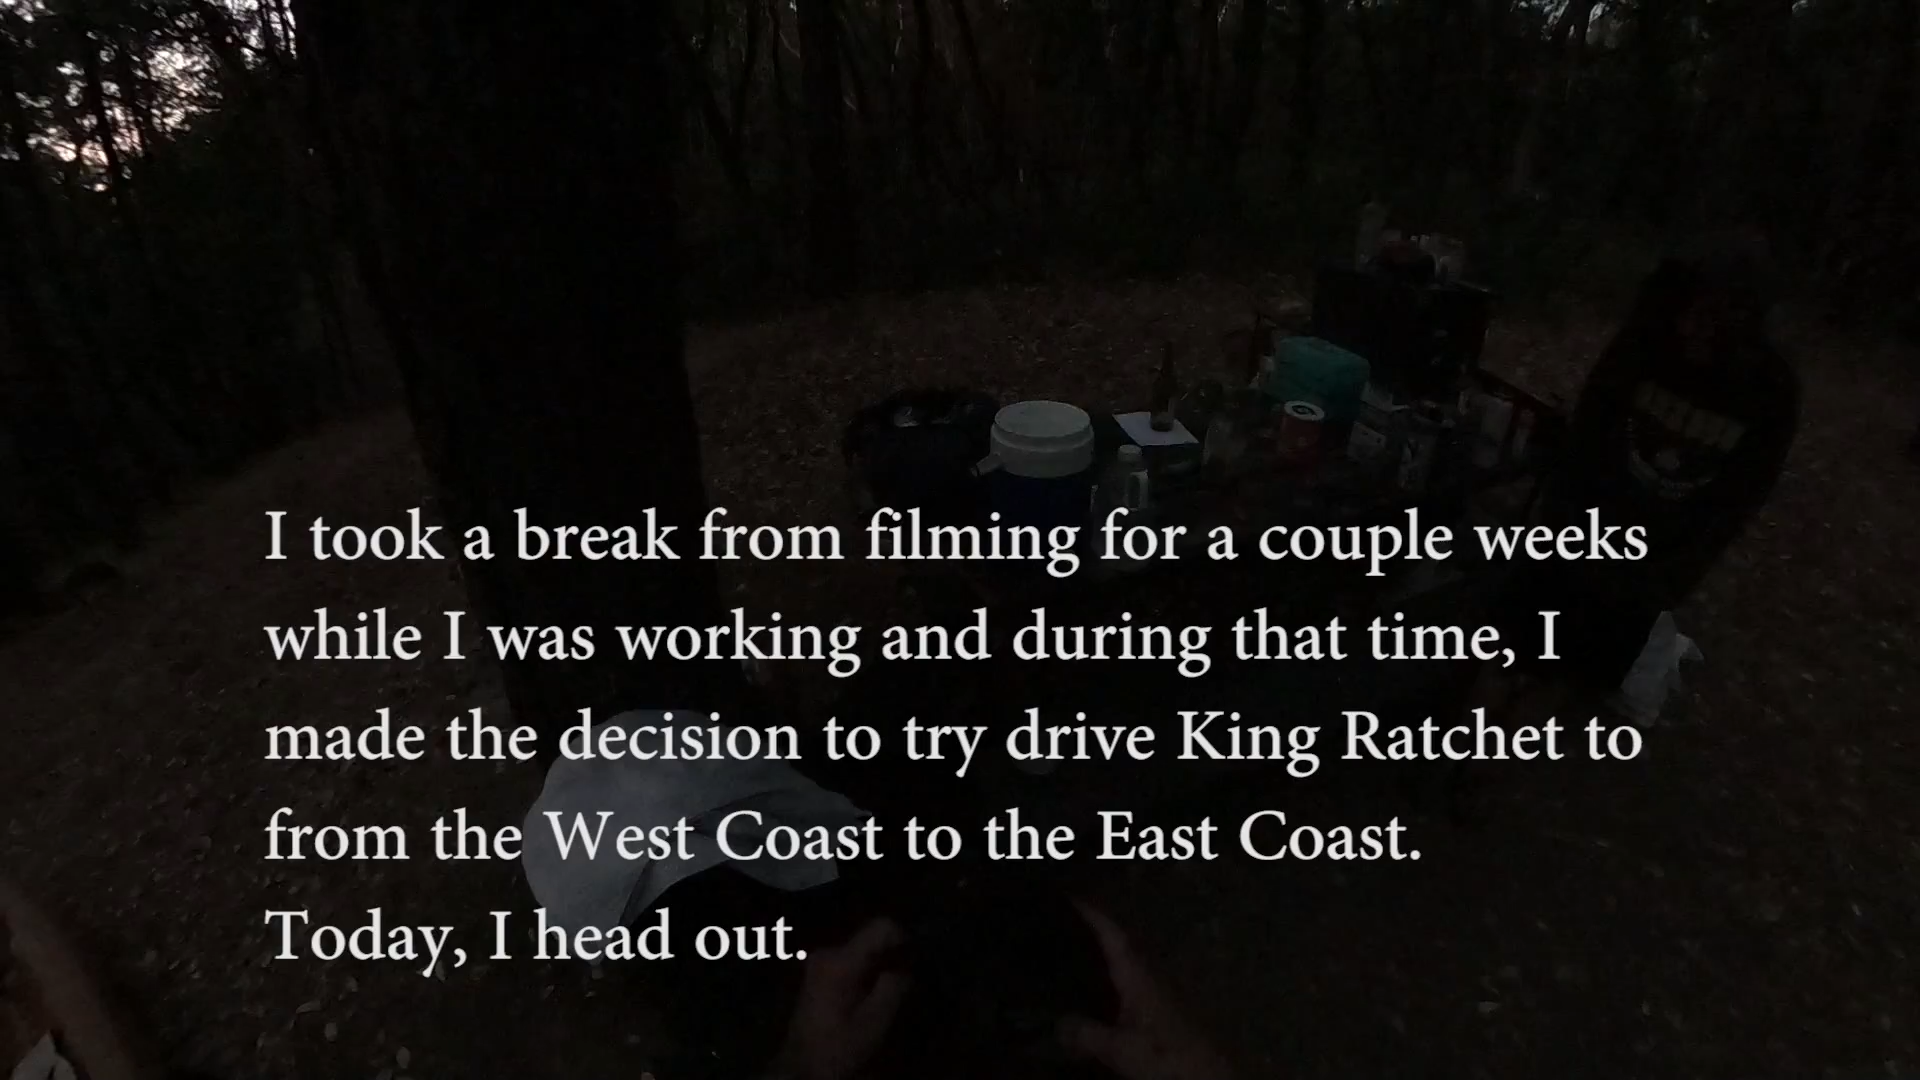 I took a break from filming for a couple weeks
while I was working and during that time, I
made the decision to try drive King Ratchet to
from the West Coast to the East Coast.
Today, I head out.